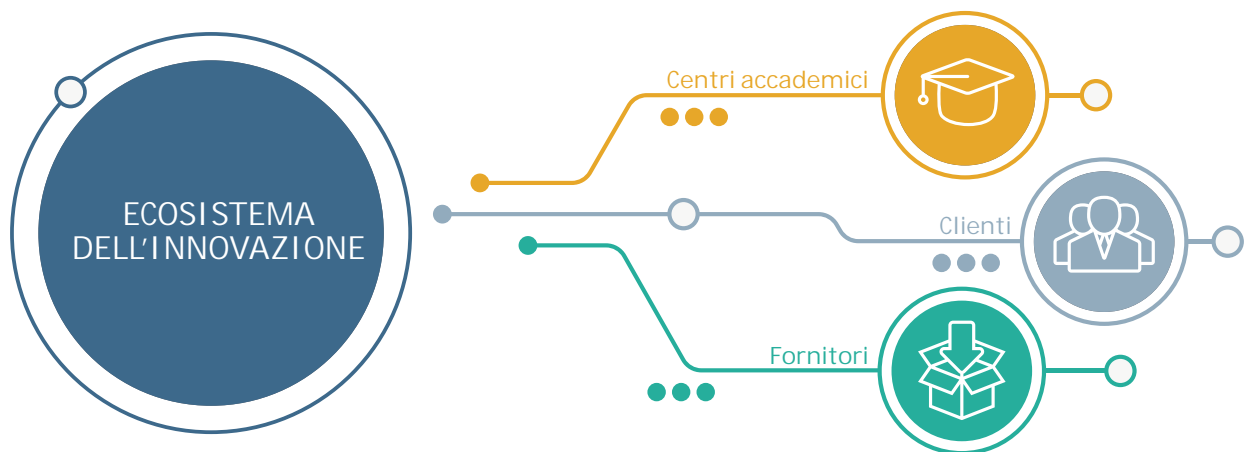 ECOSISTEMA
DELL'INNOVAZIONE
Centri accademici
Clienti
Fornitori